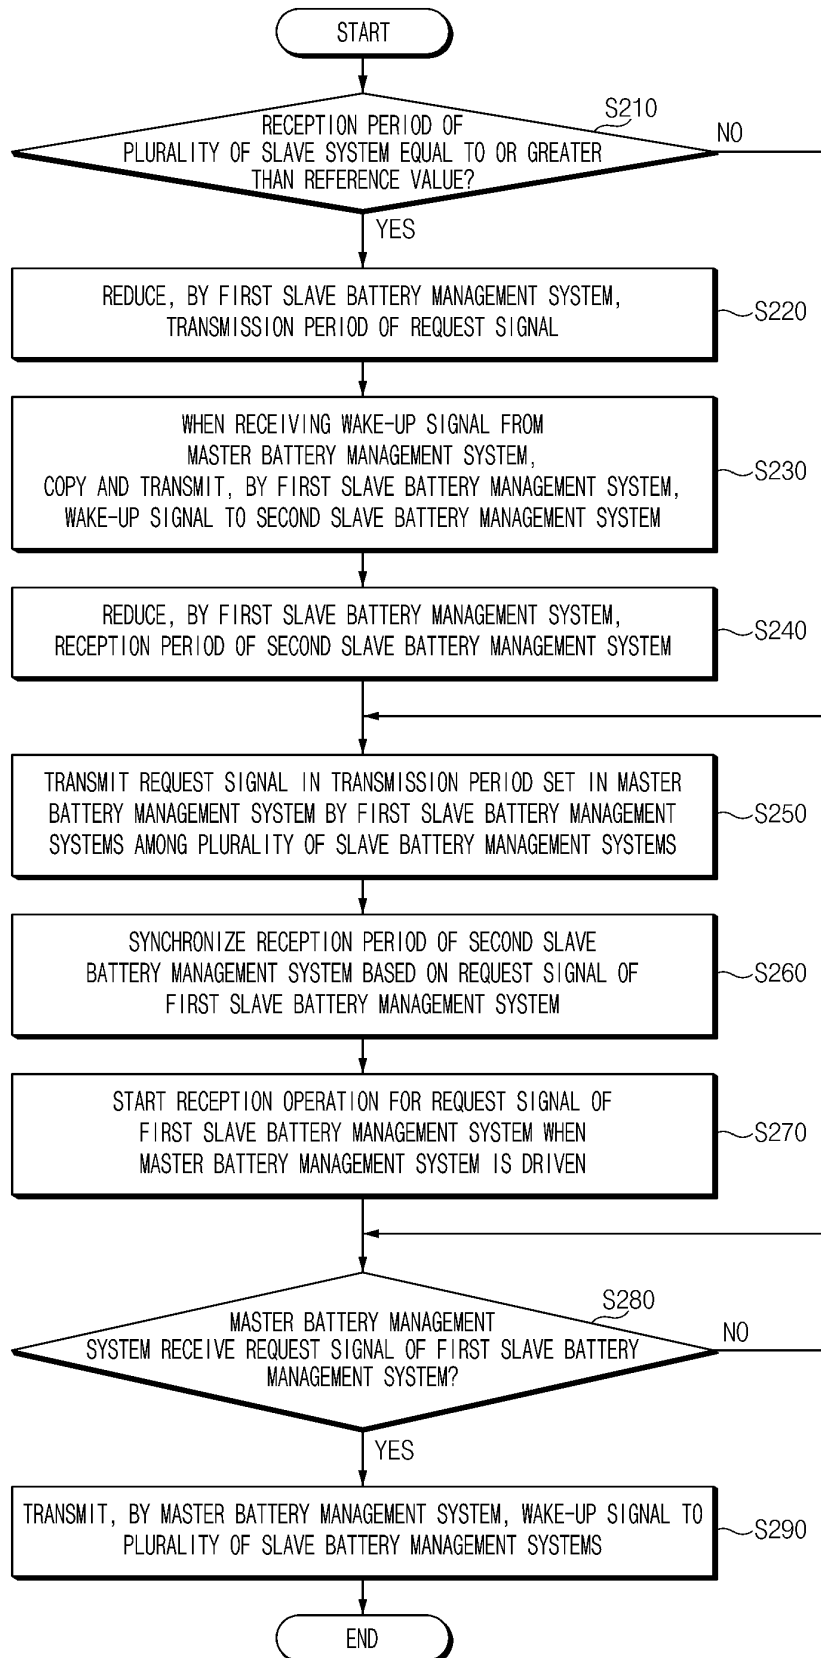 START
S210
RECEPTION PERIOD OF
PLURALITY OF SLAVE SYSTEM EQUAL TO OR GREATER
THAN REFERENCE VALUE?
NO
YES
REDUCE, BY FIRST SLAVE BATTERY MANAGEMENT SYSTEM,
TRANSMISSION PERIOD OF REQUEST SIGNAL
S220
WHEN RECEIVING WAKE-UP SIGNAL FROM
MASTER BATTERY MANAGEMENT SYSTEM,
COPY AND TRANSMIT, BY FIRST SLAVE BATTERY MANAGEMENT SYSTEM,
WAKE-UP SIGNAL TO SECOND SLAVE BATTERY MANAGEMENT SYSTEM
S230
REDUCE, BY FIRST SLAVE BATTERY MANAGEMENT SYSTEM,
RECEPTION PERIOD OF SECOND SLAVE BATTERY MANAGEMENT SYSTEM
S240
TRANSMIT REQUEST SIGNAL IN TRANSMISSION PERIOD SET IN MASTER
BATTERY MANAGEMENT SYSTEM BY FIRST SLAVE BATTERY MANAGEMENT
SYSTEMS AMONG PLURALITY OF SLAVE BATTERY MANAGEMENT SYSTEMS
S250
SYNCHRONIZE RECEPTION PERIOD OF SECOND SLAVE
BATTERY MANAGEMENT SYSTEM BASED ON REQUEST SIGNAL OF
FIRST SLAVE BATTERY MANAGEMENT SYSTEM
S260
START RECEPTION OPERATION FOR REQUEST SIGNAL OF
FIRST SLAVE BATTERY MANAGEMENT SYSTEM WHEN
MASTER BATTERY MANAGEMENT SYSTEM IS DRIVEN
S270
S280
MASTER BATTERY MANAGEMENT
SYSTEM RECEIVE REQUEST SIGNAL OF FIRST SLAVE BATTERY
MANAGEMENT SYSTEM?
NO
YES
TRANSMIT, BY MASTER BATTERY MANAGEMENT SYSTEM, WAKE-UP SIGNAL TO
PLURALITY OF SLAVE BATTERY MANAGEMENT SYSTEMS
S290
END